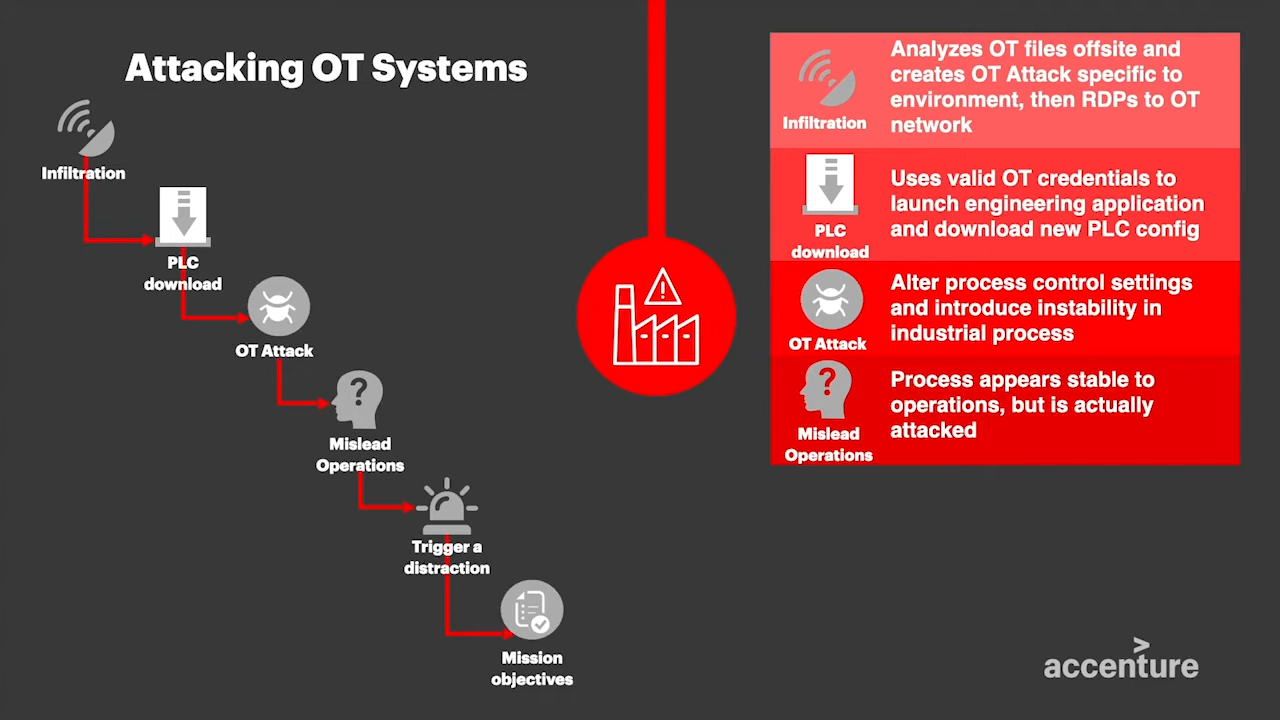 Attacking OT Systems
Infiltration
PLC
download
OT Attack
Mislead
Operations
Trigger a
distraction
Mission
objectives
Infiltration
Analyzes OT files offsite and
creates OT Attack specific to
environment, then RDPs to OT
network
PLC
download
Uses valid OT credentials to
launch engineering application
and download new PLC config
OT Attack
Alter process control settings
and introduce instability in
industrial process
Mislead
Operations
Process appears stable to
operations, but is actually
attacked
accenture